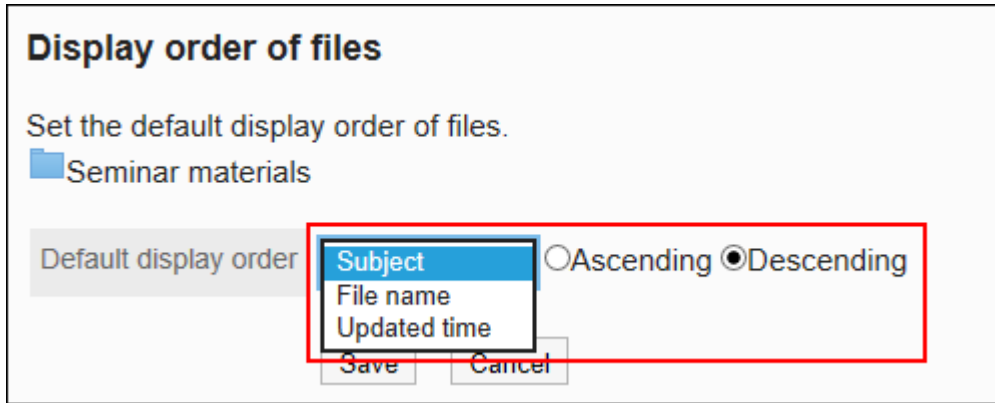 Display order of files
Set the default display order of files.
Seminar materials
Default display order Subject Ascending Descending
File name
Updated time
Save Cancel